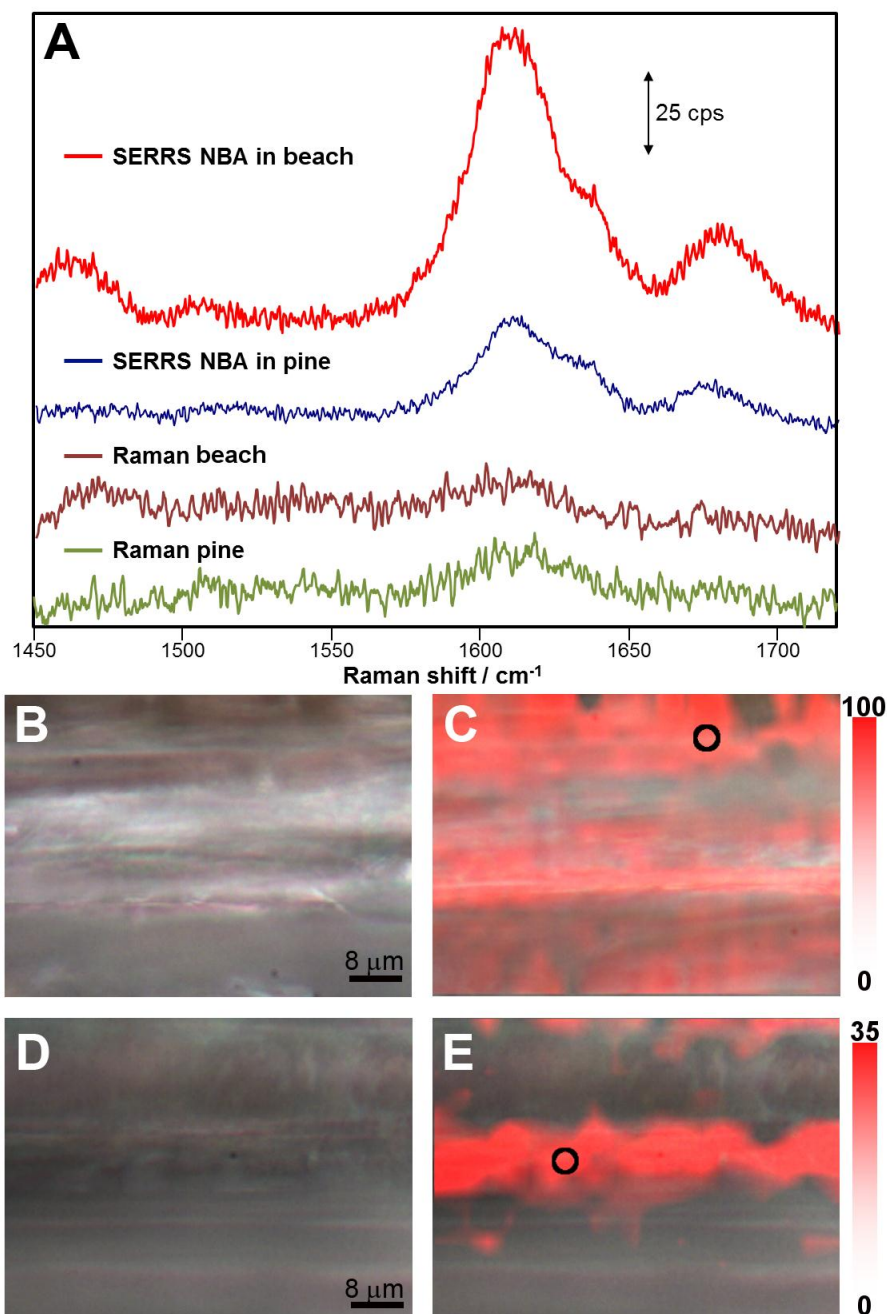 A
25 cps
SERRS NBA in beach
SERRS NBA in pine
Raman beach
Raman pine
1450 1500 1550 1600 1650 1700
Raman shift / cm⁻¹
B
8 μm
C
100
0
D
8 μm
E
35
0